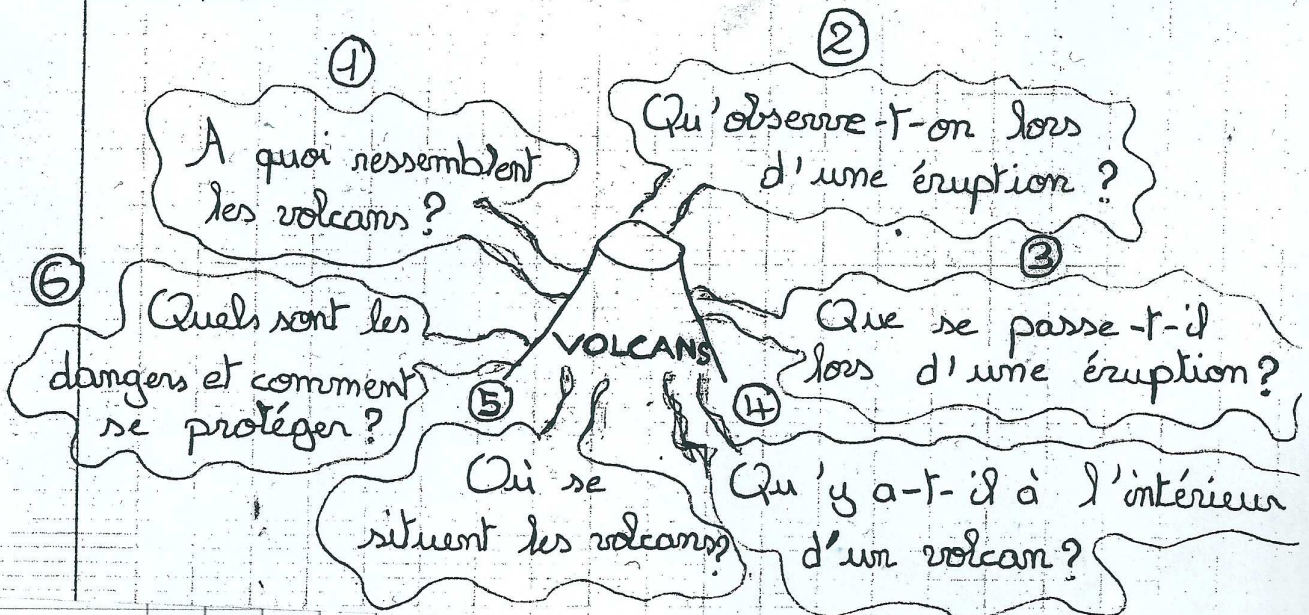 1
A quoi ressemblent
les volcans ?
2
Qu'observe-t-on lors
d'une éruption ?
3
Que se passe-t-il
lors d'une éruption ?
4
Qu'y a-t-il à l'intérieur
d'un volcan ?
5
Où se
situent les volcans ?
6
Quels sont les
dangers et comment
se protéger ?
VOLCANS